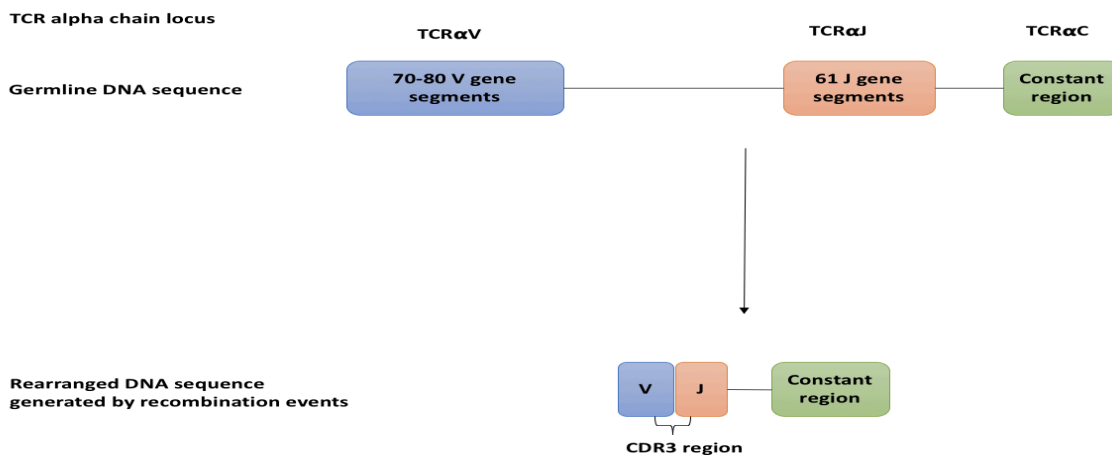 TCR alpha chain locus
TCRαV
TCRαJ
TCRαC
Germline DNA sequence
70-80 V gene
segments
61 J gene
segments
Constant
region
Rearranged DNA sequence
generated by recombination events
V
J
Constant
region
CDR3 region